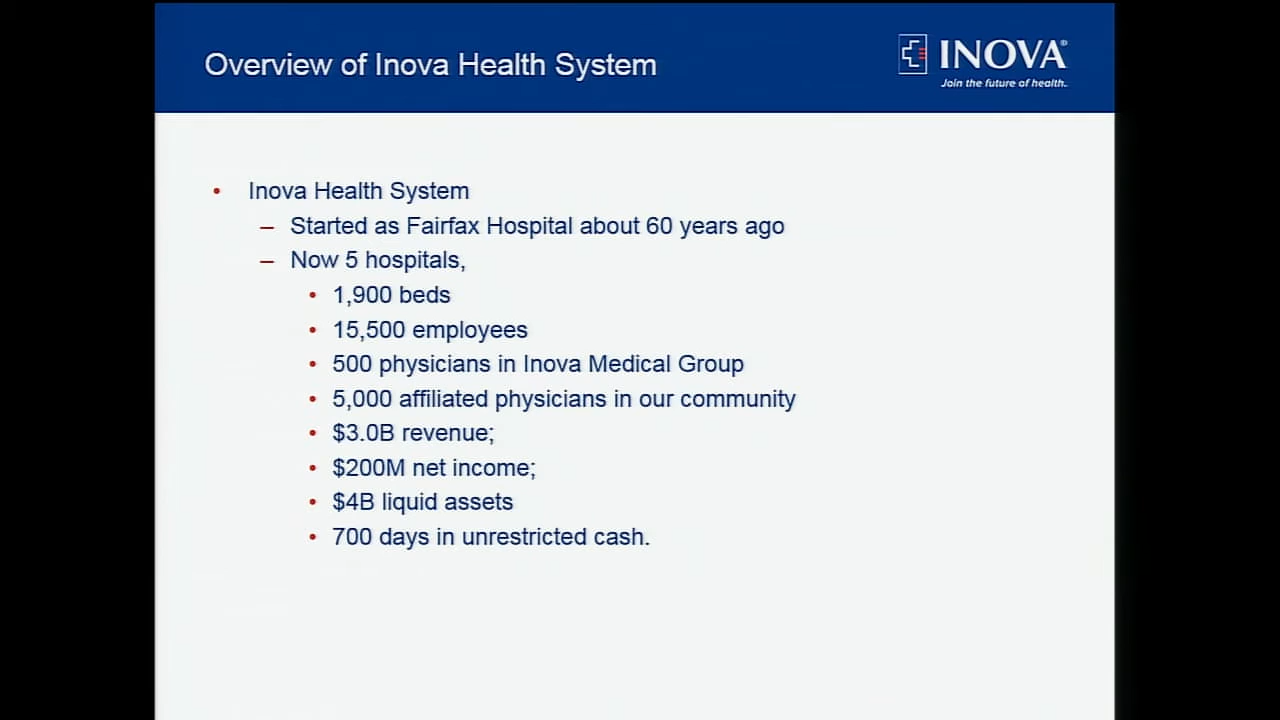 Overview of Inova Health System
INOVA®
Join the future of health.
• Inova Health System
– Started as Fairfax Hospital about 60 years ago
– Now 5 hospitals,
• 1,900 beds
• 15,500 employees
• 500 physicians in Inova Medical Group
• 5,000 affiliated physicians in our community
• $3.0B revenue;
• $200M net income;
• $4B liquid assets
• 700 days in unrestricted cash.